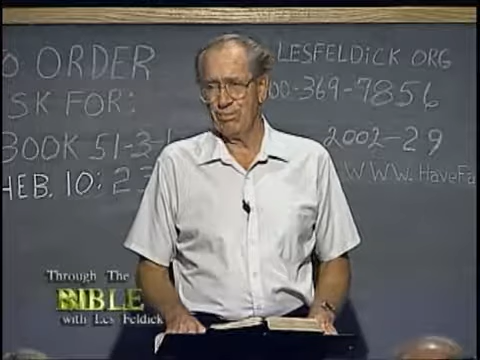 O ORDER
SK FOR:
BOOK 51-3-1
HEB. 10: 23
LESFELDICK ORG
00-369-7856
2002-29
WWW. HaveFa
Through The
BIBLE
with Les Feldick